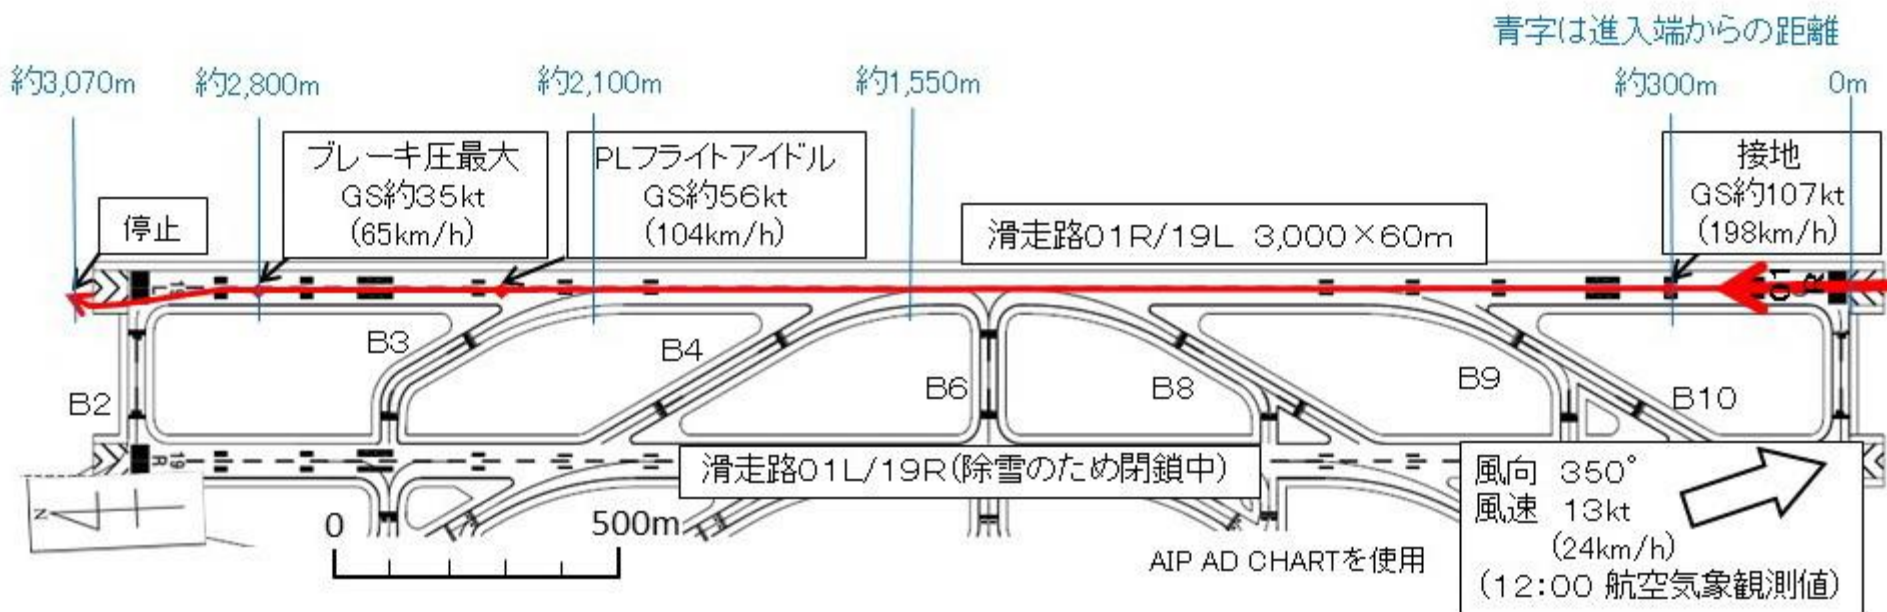 青字は進入端からの距離
約3,070m
約2,800m
約2,100m
約1,550m
約300m
0m
停止
ブレーキ圧最大
GS約35kt
(65km/h)
PLフライトアイドル
GS約56kt
(104km/h)
滑走路01R/19L 3,000×60m
接地
GS約107kt
(198km/h)
19
L
01
R
B2
B3
B4
B6
B8
B9
B10
19
R
滑走路01L/19R(除雪のため閉鎖中)
N
0
500m
AIP AD CHARTを使用
風向 350°
風速 13kt
(24km/h)
(12:00 航空気象観測値)